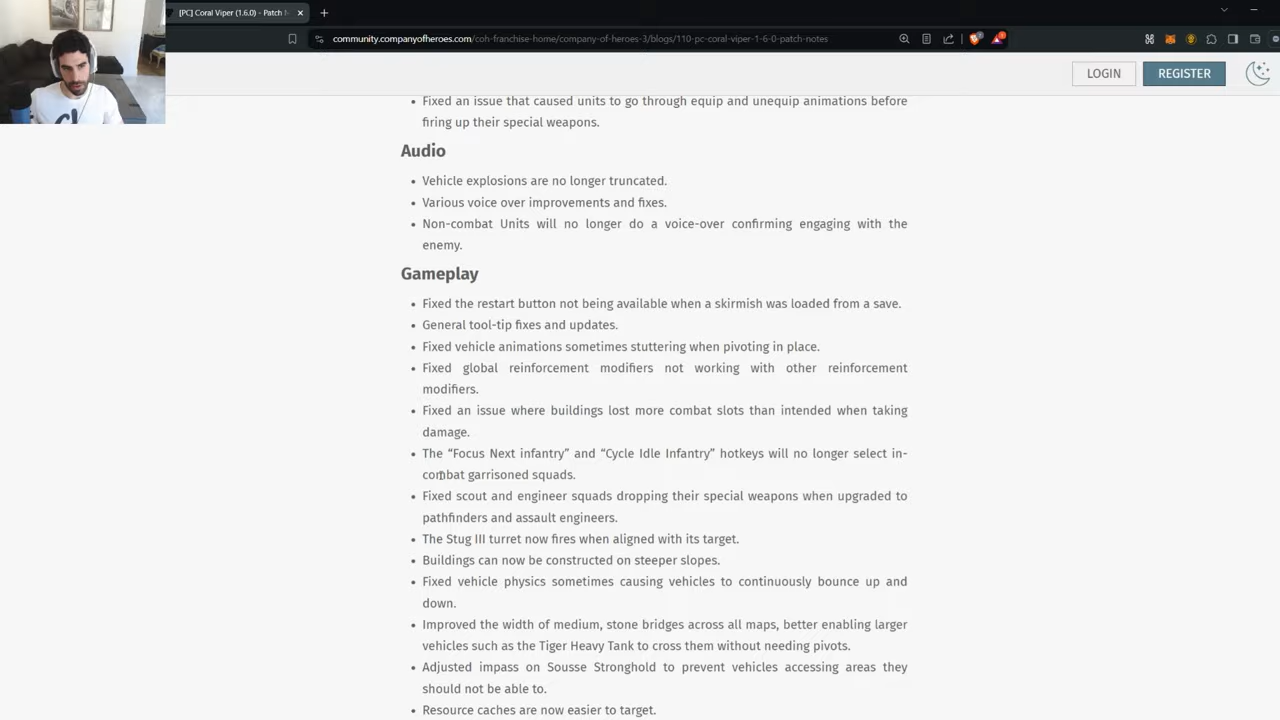 [PC] Coral Viper (1.6.0) - Patch
community.companyofheroes.com/coh-franchise-home/company-of-heroes-3/blogs/110-pc-coral-viper-1-6-0-patch-notes
LOGIN
REGISTER
• Fixed an issue that caused units to go through equip and unequip animations before
firing up their special weapons.
Audio
• Vehicle explosions are no longer truncated.
• Various voice over improvements and fixes.
• Non-combat Units will no longer do a voice-over confirming engaging with the
enemy.
Gameplay
• Fixed the restart button not being available when a skirmish was loaded from a save.
• General tool-tip fixes and updates.
• Fixed vehicle animations sometimes stuttering when pivoting in place.
• Fixed global reinforcement modifiers not working with other reinforcement
modifiers.
• Fixed an issue where buildings lost more combat slots than intended when taking
damage.
• The “Focus Next infantry” and “Cycle Idle Infantry” hotkeys will no longer select in-
combat garrisoned squads.
• Fixed scout and engineer squads dropping their special weapons when upgraded to
pathfinders and assault engineers.
• The Stug III turret now fires when aligned with its target.
• Buildings can now be constructed on steeper slopes.
• Fixed vehicle physics sometimes causing vehicles to continuously bounce up and
down.
• Improved the width of medium, stone bridges across all maps, better enabling larger
vehicles such as the Tiger Heavy Tank to cross them without needing pivots.
• Adjusted impass on Sousse Stronghold to prevent vehicles accessing areas they
should not be able to.
• Resource caches are now easier to target.